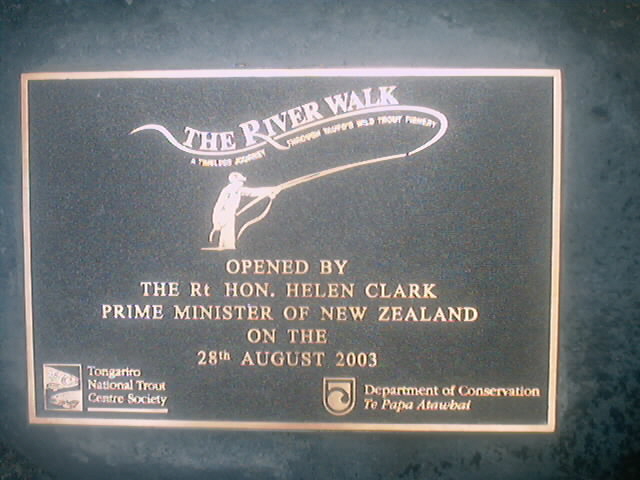 THE RIVER WALK
A TIMELESS JOURNEY THROUGH TAUPO'S WILD TROUT FISHERY
OPENED BY
THE Rt HON. HELEN CLARK
PRIME MINISTER OF NEW ZEALAND
ON THE
28th AUGUST 2003
Tongariro
National Trout
Centre Society
Department of Conservation
Te Papa Atawhai